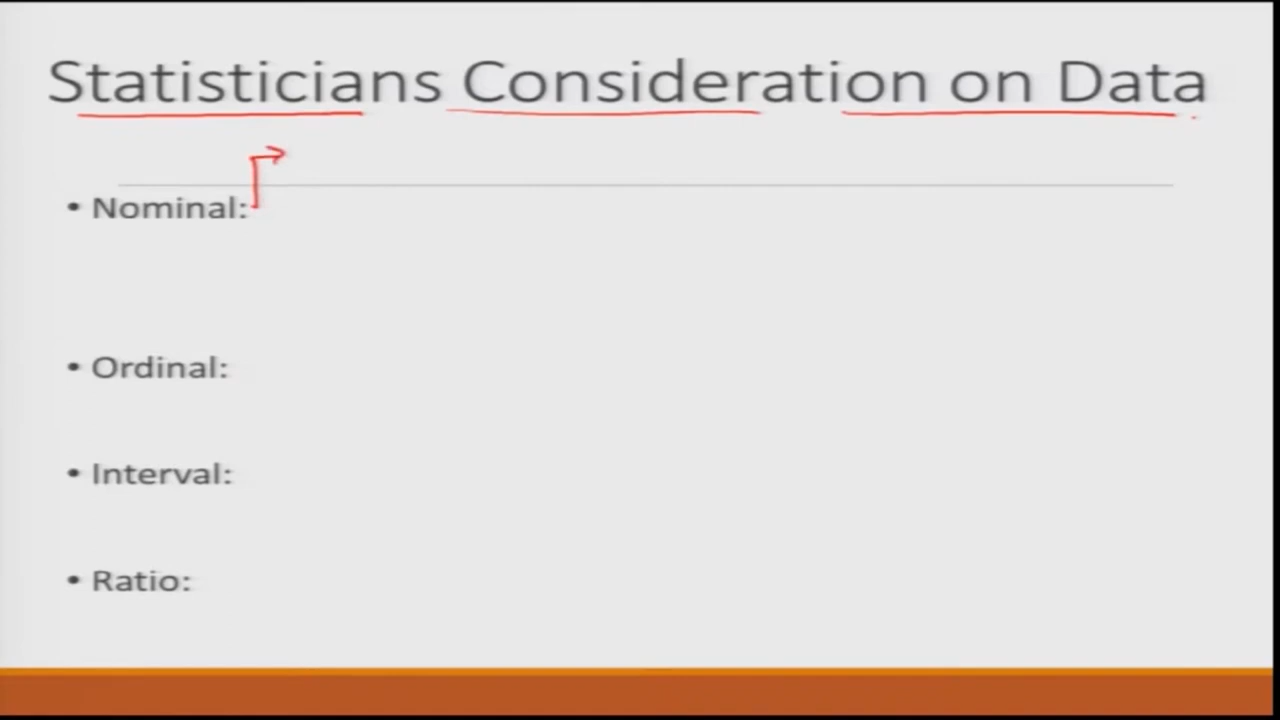 Statisticians Consideration on Data
• Nominal:
• Ordinal:
• Interval:
• Ratio: